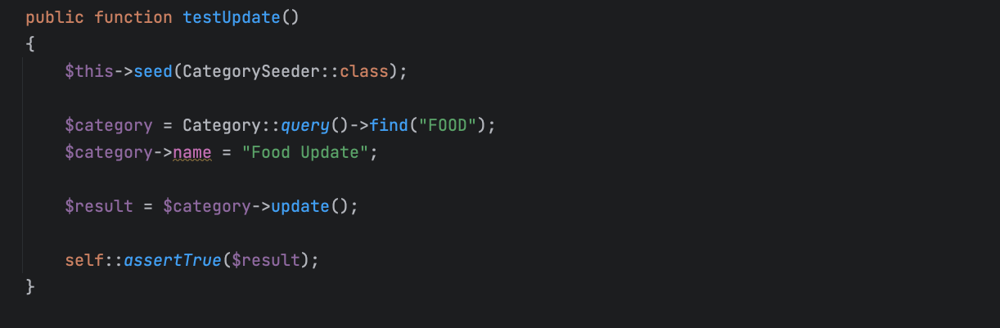 public function testUpdate()
{
    $this->seed(CategorySeeder::class);

    $category = Category::query()->find("FOOD");
    $category->name = "Food Update";

    $result = $category->update();

    self::assertTrue($result);
}